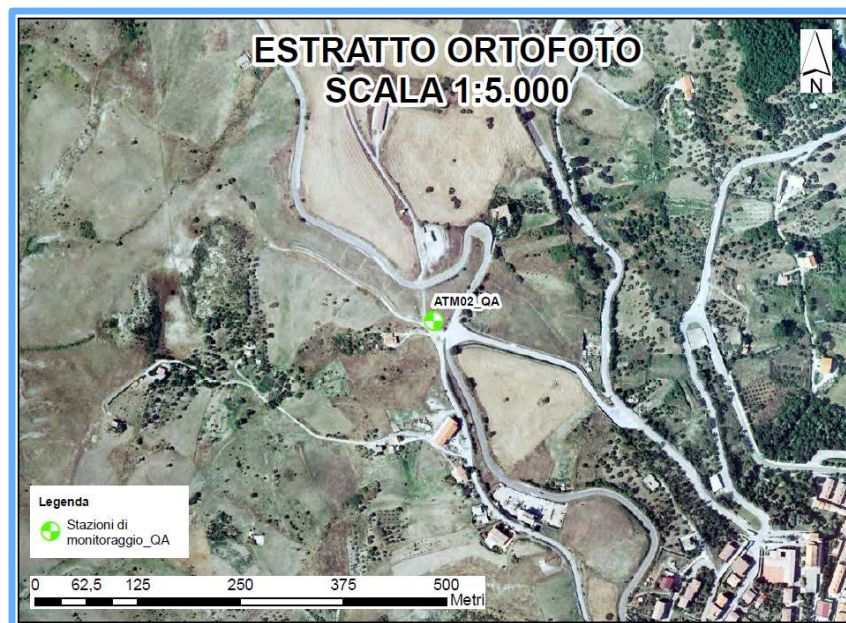 ESTRATTO ORTOFOTO
SCALA 1:5.000
N
ATM02_QA
Legenda
Stazioni di
monitoraggio_QA
0 62,5 125 250 375 500
Metri